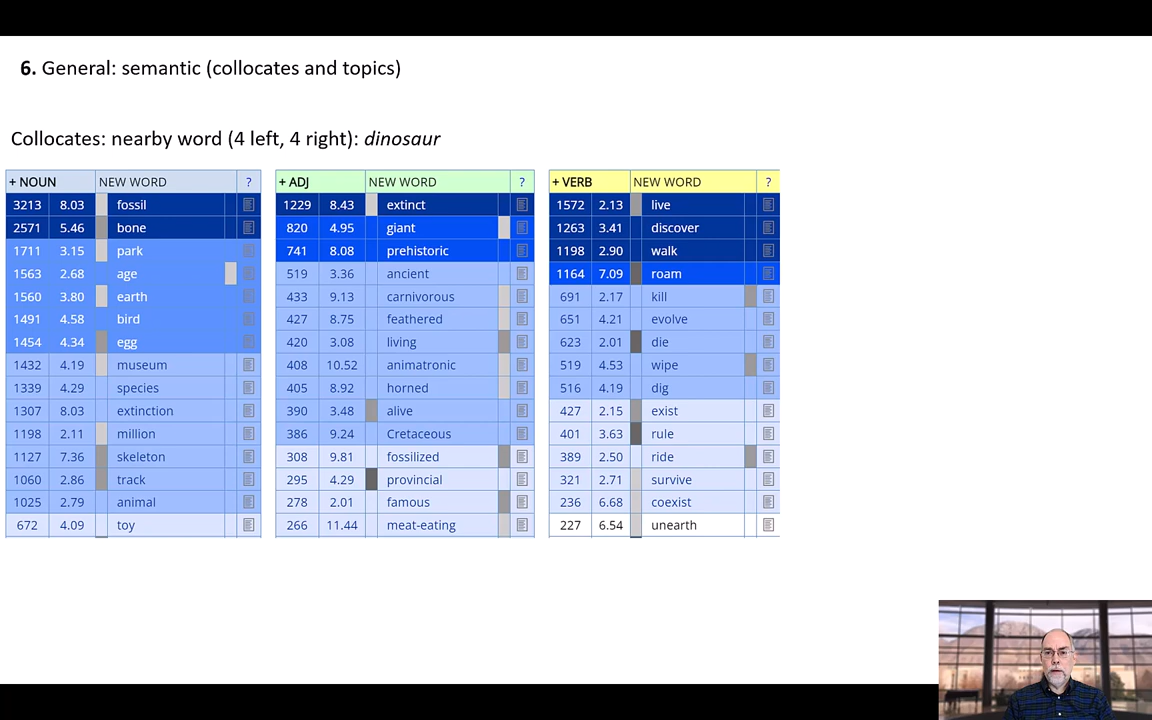 6. General: semantic (collocates and topics)
Collocates: nearby word (4 left, 4 right): dinosaur
+ NOUN NEW WORD ?
3213 8.03 fossil
2571 5.46 bone
1711 3.15 park
1563 2.68 age
1560 3.80 earth
1491 4.58 bird
1454 4.34 egg
1432 4.19 museum
1339 4.29 species
1307 8.03 extinction
1198 2.11 million
1127 7.36 skeleton
1060 2.86 track
1025 2.79 animal
672 4.09 toy
+ ADJ NEW WORD ?
1229 8.43 extinct
820 4.95 giant
741 8.08 prehistoric
519 3.36 ancient
433 9.13 carnivorous
427 8.75 feathered
420 3.08 living
408 10.52 animatronic
405 8.92 horned
390 3.48 alive
386 9.24 Cretaceous
308 9.81 fossilized
295 4.29 provincial
278 2.01 famous
266 11.44 meat-eating
+ VERB NEW WORD ?
1572 2.13 live
1263 3.41 discover
1198 2.90 walk
1164 7.09 roam
691 2.17 kill
651 4.21 evolve
623 2.01 die
519 4.53 wipe
516 4.19 dig
427 2.15 exist
401 3.63 rule
389 2.50 ride
321 2.71 survive
236 6.68 coexist
227 6.54 unearth